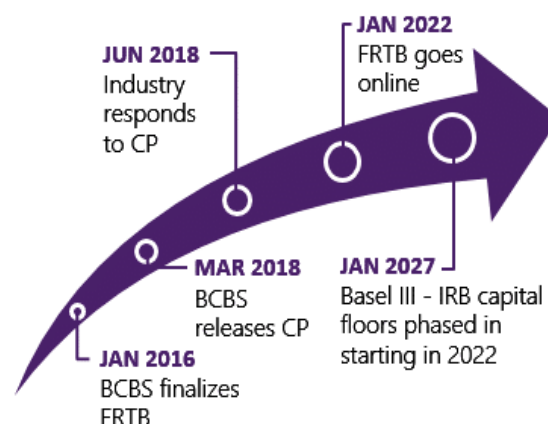 JAN 2022
FRTB goes
online
JUN 2018
Industry
responds
to CP
MAR 2018
BCBS
releases CP
JAN 2027
Basel III - IRB capital
floors phased in
starting in 2022
JAN 2016
BCBS finalizes
FRTB